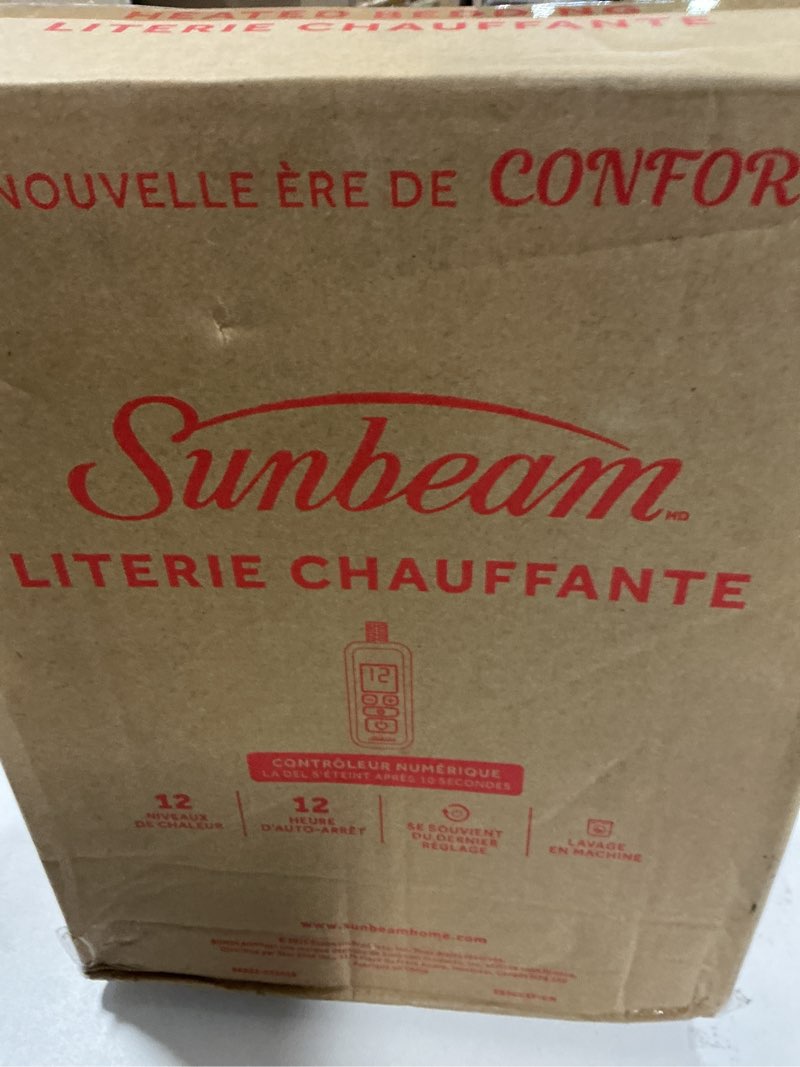 HEATED BEDDING
LITERIE CHAUFFANTE
NOUVELLE ÈRE DE CONFOR
Sunbeam MD
LITERIE CHAUFFANTE
12
CONTRÔLEUR NUMÉRIQUE
LA DEL S'ÉTEINT APRÈS 10 SECONDES
12
NIVEAUX
DE CHALEUR
12
HEURE
D'AUTO-ARRÊT
SE SOUVIENT
DU DERNIER
RÉGLAGE
LAVAGE
EN MACHINE
www.sunbeamhome.com